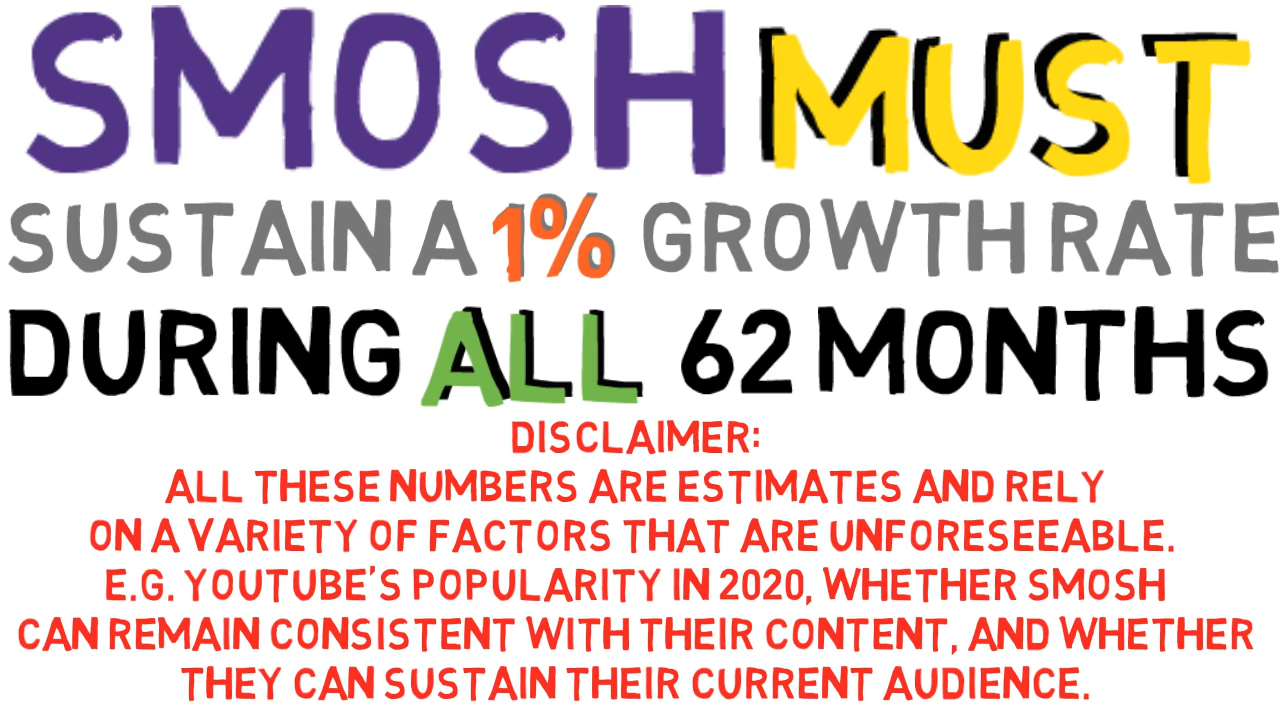 SMOSH MUST
SUSTAIN A 1% GROWTH RATE
DURING ALL 62 MONTHS
DISCLAIMER:
ALL THESE NUMBERS ARE ESTIMATES AND RELY
ON A VARIETY OF FACTORS THAT ARE UNFORESEEABLE.
E.G. YOUTUBE'S POPULARITY IN 2020, WHETHER SMOSH
CAN REMAIN CONSISTENT WITH THEIR CONTENT, AND WHETHER
THEY CAN SUSTAIN THEIR CURRENT AUDIENCE.